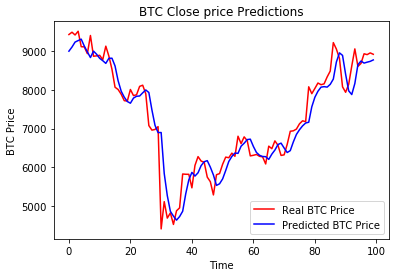 BTC Close price Predictions
BTC Price
9000
8000
7000
6000
5000
0 20 40 60 80 100
Time
Real BTC Price
Predicted BTC Price